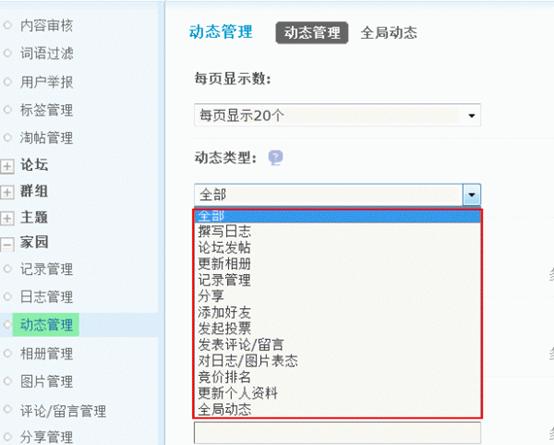 内容审核
词语过滤
用户举报
标签管理
淘帖管理
论坛
群组
主题
家园
记录管理
日志管理
动态管理
相册管理
图片管理
评论/留言管理
分享管理
动态管理 动态管理 全局动态
每页显示数:
每页显示20个
动态类型: ?
全部
全部
撰写日志
论坛发帖
更新相册
记录管理
分享
添加好友
发起投票
发表评论/留言
对日志/图片表态
竞价排名
更新个人资料
全局动态